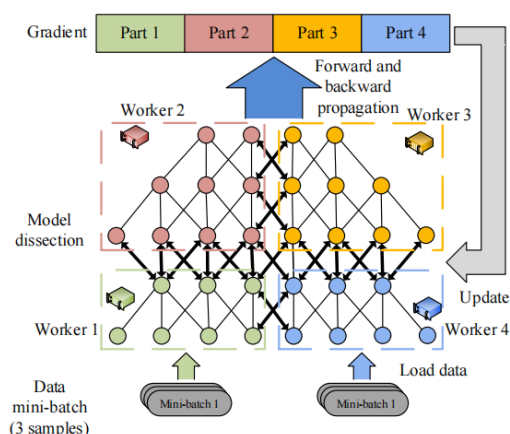 Gradient
Part 1
Part 2
Part 3
Part 4
Forward and
backward
propagation
Worker 2
Worker 3
Model
dissection
Worker 1
Worker 4
Update
Data
mini-batch
(3 samples)
Mini-batch 1
Mini-batch 1
Load data